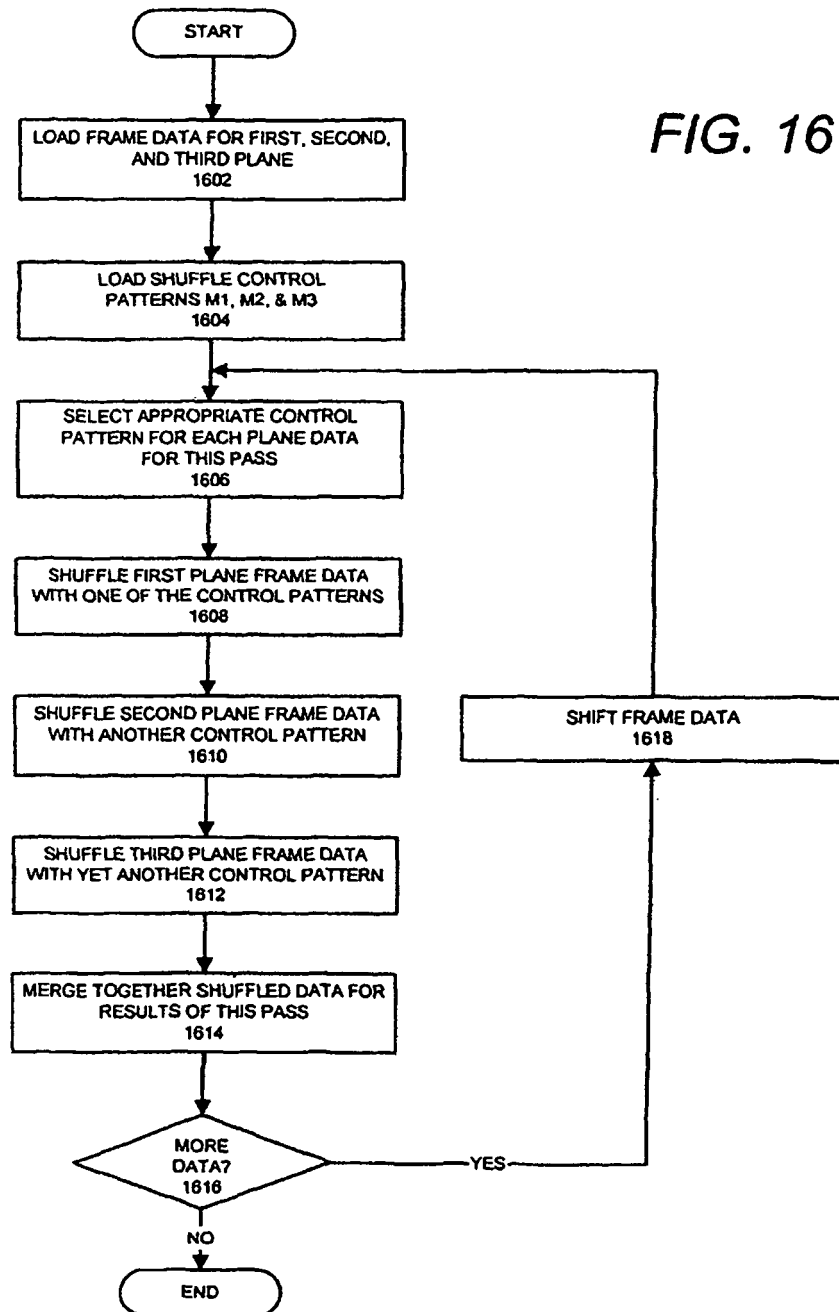 START
FIG. 16
LOAD FRAME DATA FOR FIRST, SECOND,
AND THIRD PLANE
1602
LOAD SHUFFLE CONTROL
PATTERNS M1, M2, & M3
1604
SELECT APPROPRIATE CONTROL
PATTERN FOR EACH PLANE DATA
FOR THIS PASS
1606
SHUFFLE FIRST PLANE FRAME DATA
WITH ONE OF THE CONTROL PATTERNS
1608
SHUFFLE SECOND PLANE FRAME DATA
WITH ANOTHER CONTROL PATTERN
1610
SHIFT FRAME DATA
1618
SHUFFLE THIRD PLANE FRAME DATA
WITH YET ANOTHER CONTROL PATTERN
1612
MERGE TOGETHER SHUFFLED DATA FOR
RESULTS OF THIS PASS
1614
MORE
DATA?
1616
YES
NO
END